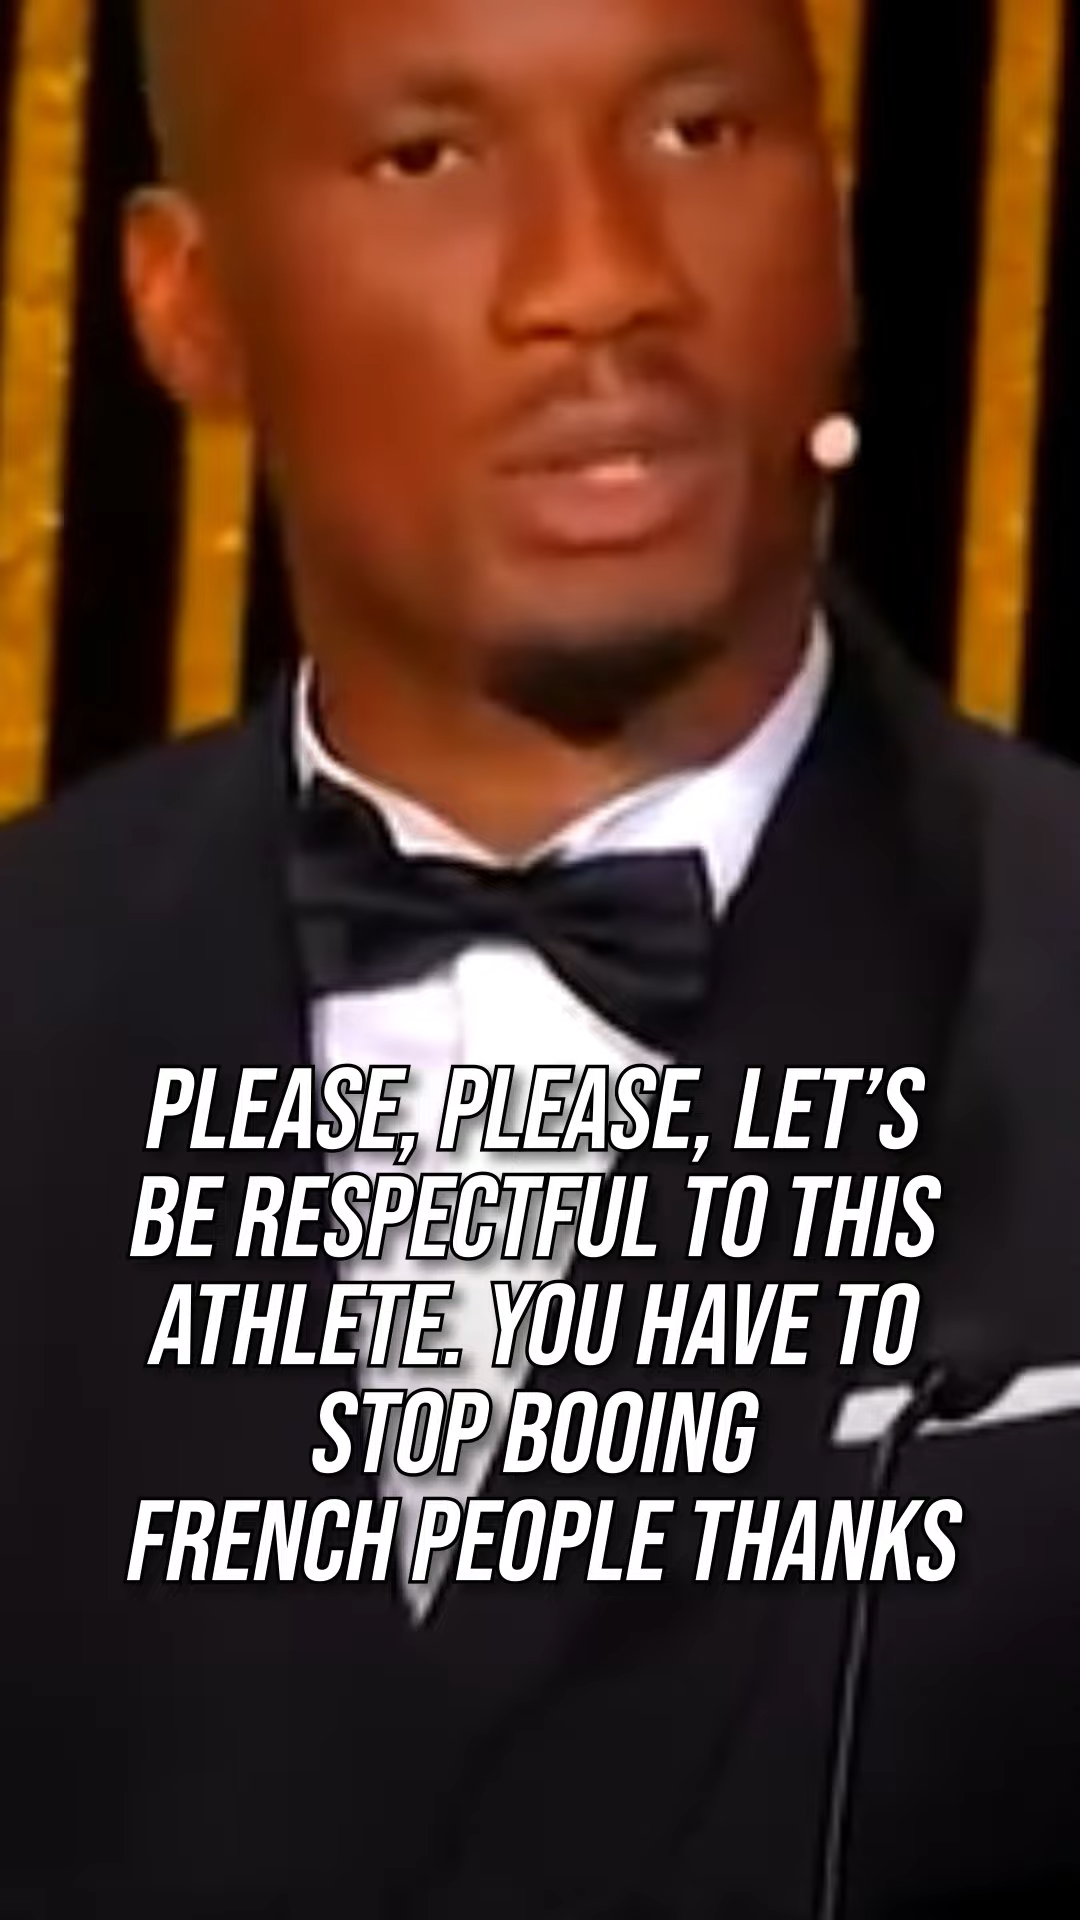 PLEASE, PLEASE, LET’S
BE RESPECTFUL TO THIS
ATHLETE. YOU HAVE TO
STOP BOOING
FRENCH PEOPLE THANKS